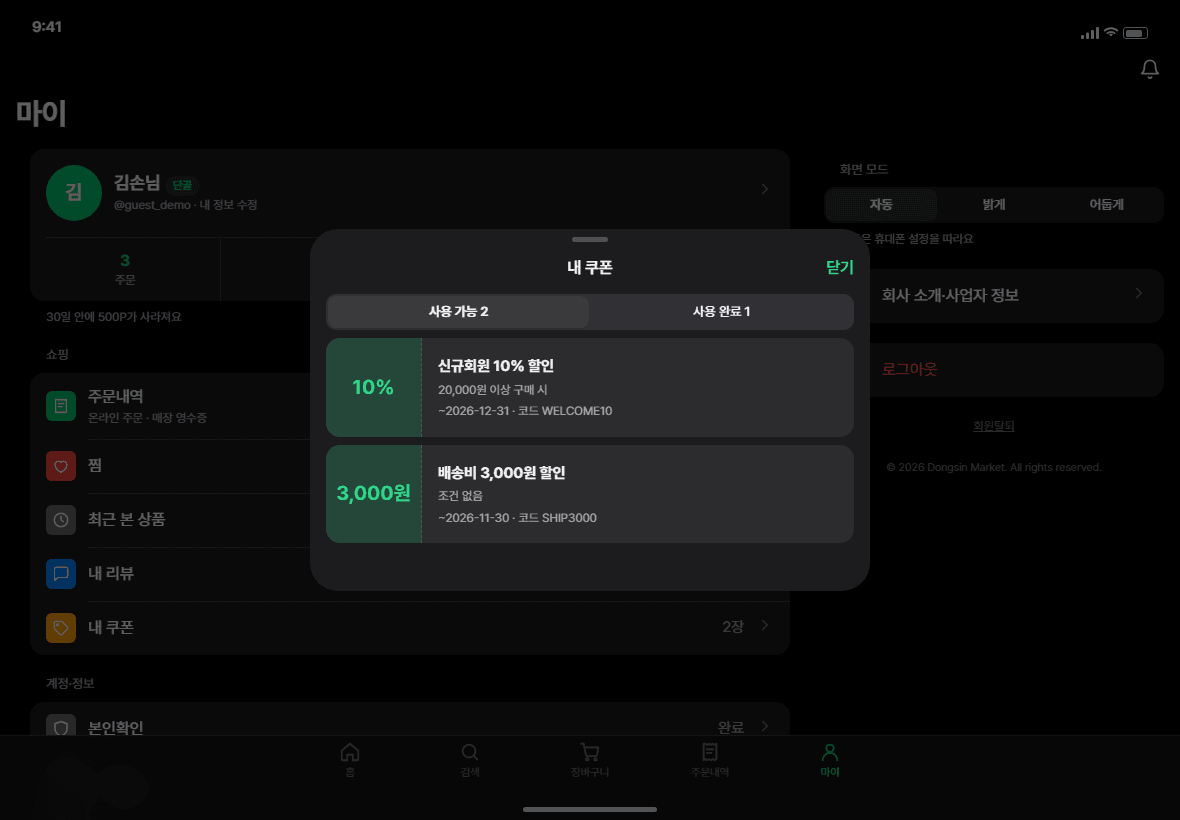 9:41
마이
김
김손님 단골
@guest_demo · 내 정보 수정
3
주문
30일 안에 500P가 사라져요
쇼핑
주문내역
온라인 주문 · 매장 영수증
찜
최근 본 상품
내 리뷰
내 쿠폰
2장
계정·정보
본인확인
완료
화면 모드
자동
밝게
어둡게
휴대폰 설정을 따라요
회사 소개·사업자 정보
로그아웃
회원탈퇴
© 2026 Dongsin Market. All rights reserved.
내 쿠폰
닫기
사용 가능 2
사용 완료 1
10%
신규회원 10% 할인
20,000원 이상 구매 시
~2026-12-31 · 코드 WELCOME10
3,000원
배송비 3,000원 할인
조건 없음
~2026-11-30 · 코드 SHIP3000
홈
검색
장바구니
주문내역
마이